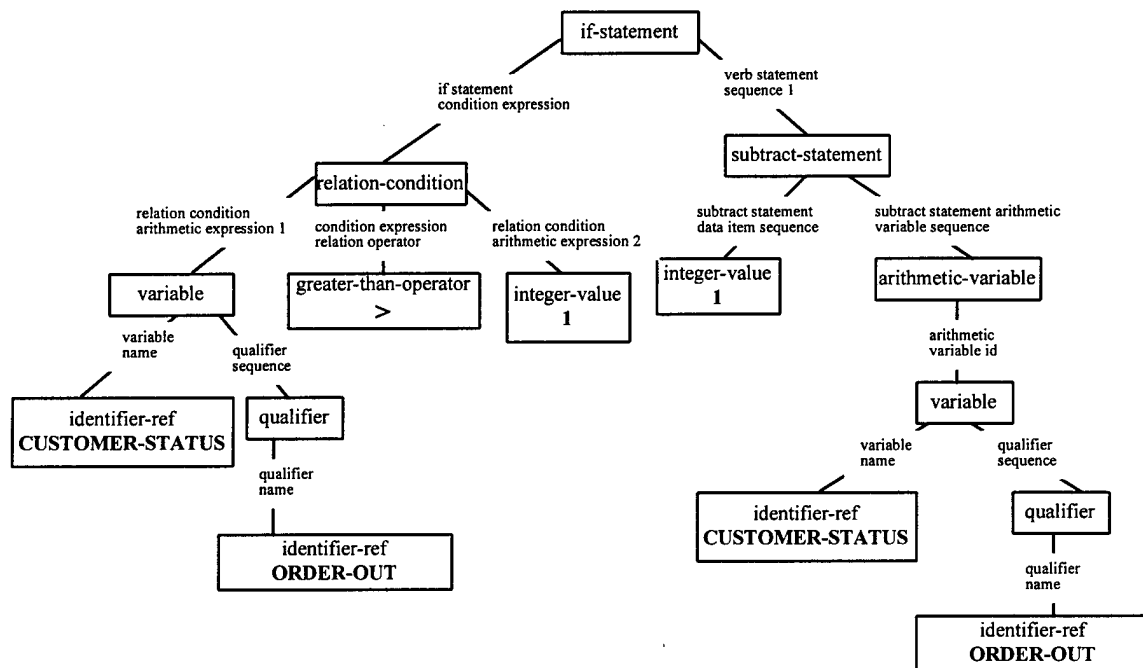 if-statement
if statement
condition expression
verb statement
sequence 1
subtract-statement
relation-condition
relation condition
arithmetic expression 1
condition expression
relation operator
relation condition
arithmetic expression 2
subtract statement
data item sequence
subtract statement arithmetic
variable sequence
variable
greater-than-operator
>
integer-value
1
integer-value
1
arithmetic-variable
variable
name
qualifier
sequence
arithmetic
variable id
identifier-ref
CUSTOMER-STATUS
qualifier
variable
qualifier
name
variable
name
qualifier
sequence
identifier-ref
ORDER-OUT
identifier-ref
CUSTOMER-STATUS
qualifier
qualifier
name
identifier-ref
ORDER-OUT